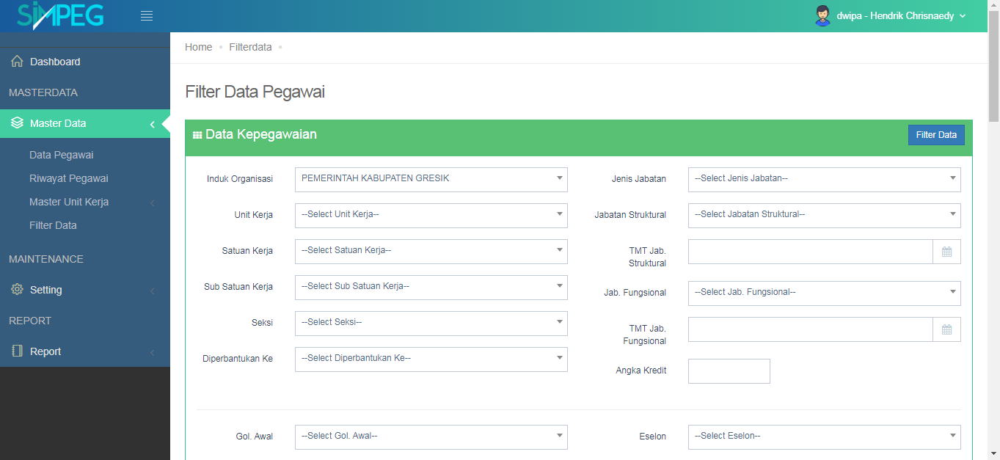 SiMPEG
dwipa - Hendrik Chrisnaedy
Dashboard
MASTERDATA
Master Data
Data Pegawai
Riwayat Pegawai
Master Unit Kerja
Filter Data
MAINTENANCE
Setting
REPORT
Report
Home • Filterdata •
Filter Data Pegawai
Data Kepegawaian
Filter Data
Induk Organisasi PEMERINTAH KABUPATEN GRESIK
Unit Kerja --Select Unit Kerja--
Satuan Kerja --Select Satuan Kerja--
Sub Satuan Kerja --Select Sub Satuan Kerja--
Seksi --Select Seksi--
Diperbantukan Ke --Select Diperbantukan Ke--
Jenis Jabatan --Select Jenis Jabatan--
Jabatan Struktural --Select Jabatan Struktural--
TMT Jab.
Struktural
Jab. Fungsional --Select Jab. Fungsional--
TMT Jab.
Fungsional
Angka Kredit
Gol. Awal --Select Gol. Awal--
Eselon --Select Eselon--